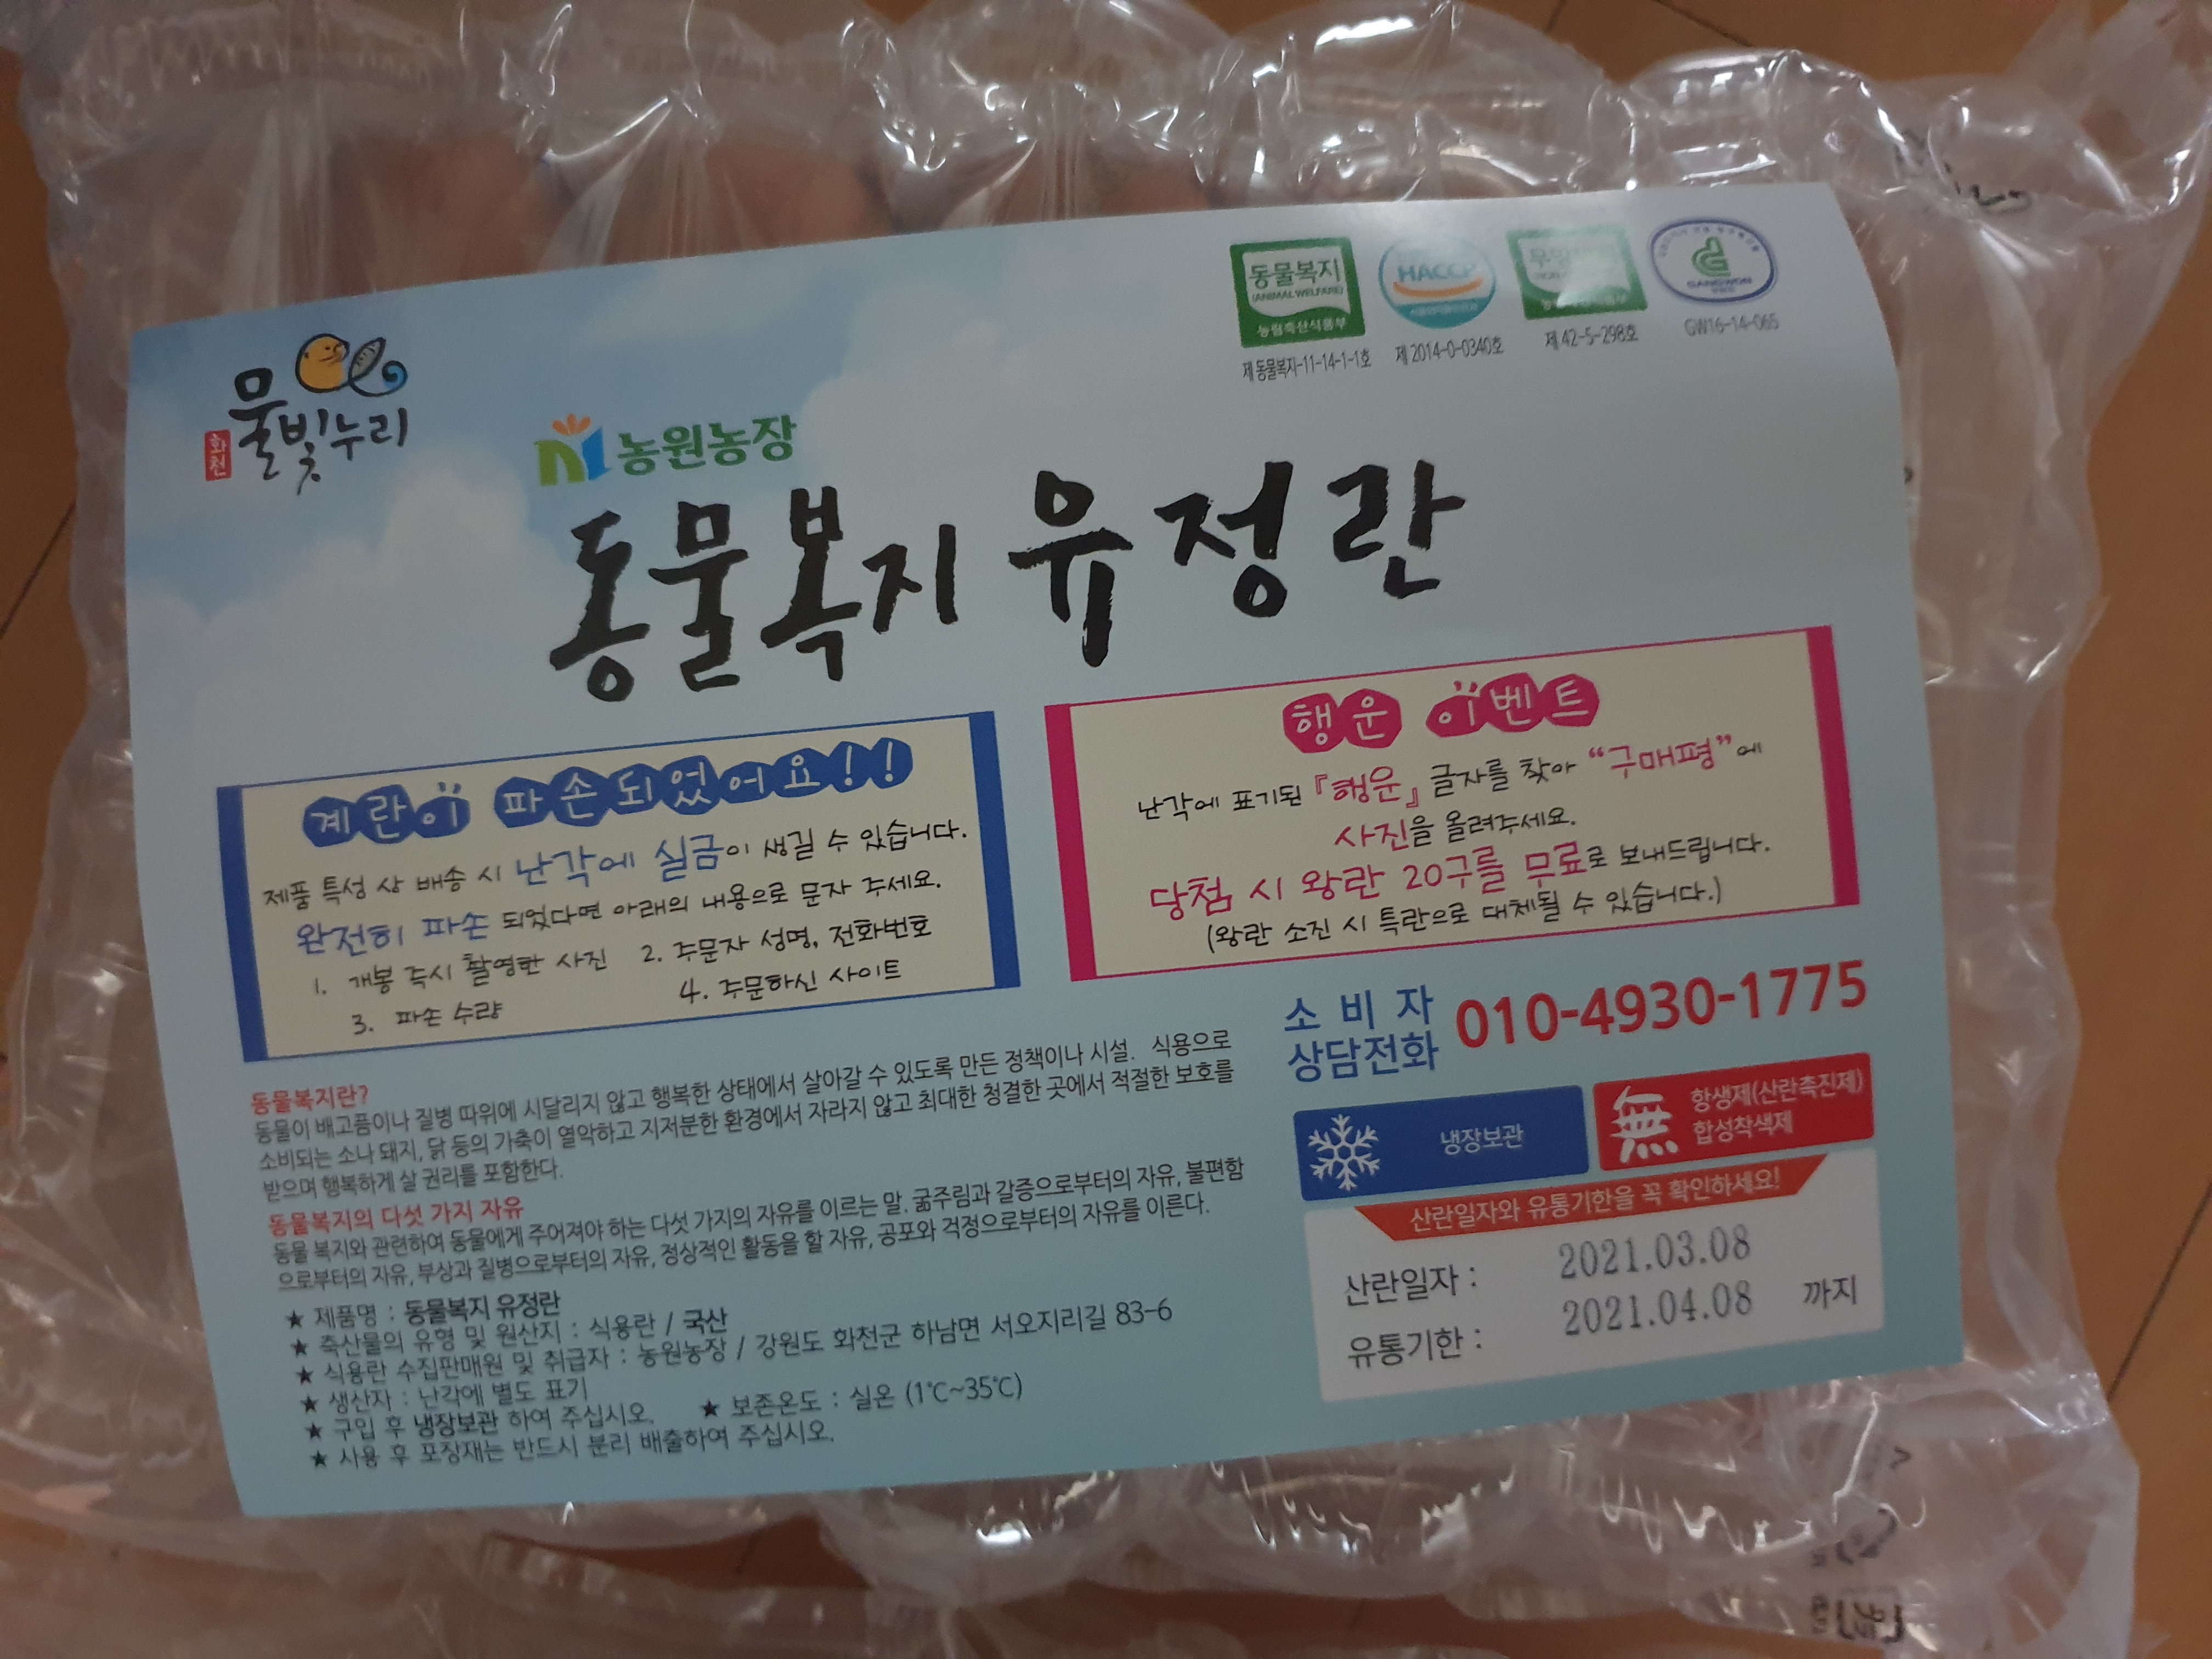 화천
물빛누리
동물복지
(ANIMAL WELFARE)
농림축산식품부
HACCP
GANGWON
제 동물복지-11-14-1-1호
제 2014-0-0340호
제 42-5-298호
GW16-14-065
농원농장
동물복지 유정란
계란이 파손되었어요!!
제품 특성 상 배송 시 난각에 실금이 생길 수 있습니다.
완전히 파손 되었다면 아래의 내용으로 문자 주세요.
1. 개봉 즉시 촬영한 사진 2. 주문자 성명, 전화번호
3. 파손 수량 4. 주문하신 사이트
행운 이벤트
난각에 표기된 『행운』 글자를 찾아 “구매평”에
사진을 올려주세요.
당첨 시 왕란 20구를 무료로 보내드립니다.
(왕란 소진 시 특란으로 대체될 수 있습니다.)
소비자
상담전화
010-4930-1775
냉장보관
無
항생제(산란촉진제)
합성착색제
산란일자와 유통기한을 꼭 확인하세요!
산란일자 : 2021.03.08
유통기한 : 2021.04.08 까지
동물복지란?
동물이 배고픔이나 질병 따위에 시달리지 않고 행복한 상태에서 살아갈 수 있도록 만든 정책이나 시설. 식용으로
소비되는 소나 돼지, 닭 등의 가축이 열악하고 지저분한 환경에서 자라지 않고 최대한 청결한 곳에서 적절한 보호를
받으며 행복하게 살 권리를 포함한다.
동물복지의 다섯 가지 자유
동물 복지와 관련하여 동물에게 주어져야 하는 다섯 가지의 자유를 이르는 말. 굶주림과 갈증으로부터의 자유, 불편함
으로부터의 자유, 부상과 질병으로부터의 자유, 정상적인 활동을 할 자유, 공포와 걱정으로부터의 자유를 이른다.
★ 제품명 : 동물복지 유정란
★ 축산물의 유형 및 원산지 : 식용란 / 국산
★ 식용란 수집판매원 및 취급자 : 농원농장 / 강원도 화천군 하남면 서오지리길 83-6
★ 생산자 : 난각에 별도 표기
★ 구입 후 냉장보관 하여 주십시오. ★ 보존온도 : 실온 (1℃~35℃)
★ 사용 후 포장재는 반드시 분리 배출하여 주십시오.